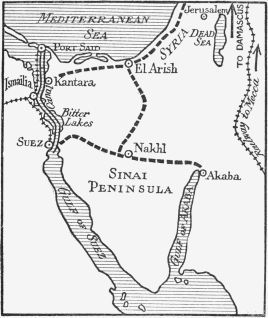 Jerusalem
MEDITERRANEAN
SEA
DEAD
SEA
TO DAMASCUS
PORT SAID
SYRIA
El Arish
Ismailia
Kantara
Canal
Bitter
Lakes
Railway to Mecca
SUEZ
Nakhl
SINAI
PENINSULA
Akaba
GULF OF SUEZ
GULF OF AKABA